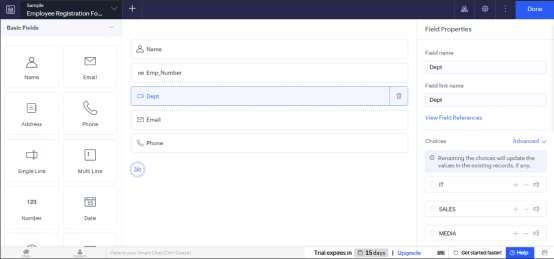 Sample
Employee Registration Fo...
Done
Basic Fields
Name
Email
Address
Phone
Single Line
Multi Line
123
Number
Date
Name
Emp_Number
Dept
Email
Phone
Field Properties
Field name
Dept
Field link name
Dept
View Field References
Choices
Advanced
Renaming the choices will update
the values in the existing records, if
any.
IT
SALES
MEDIA
Trial expires in 15 days | Upgrade
Get started faster!
Help